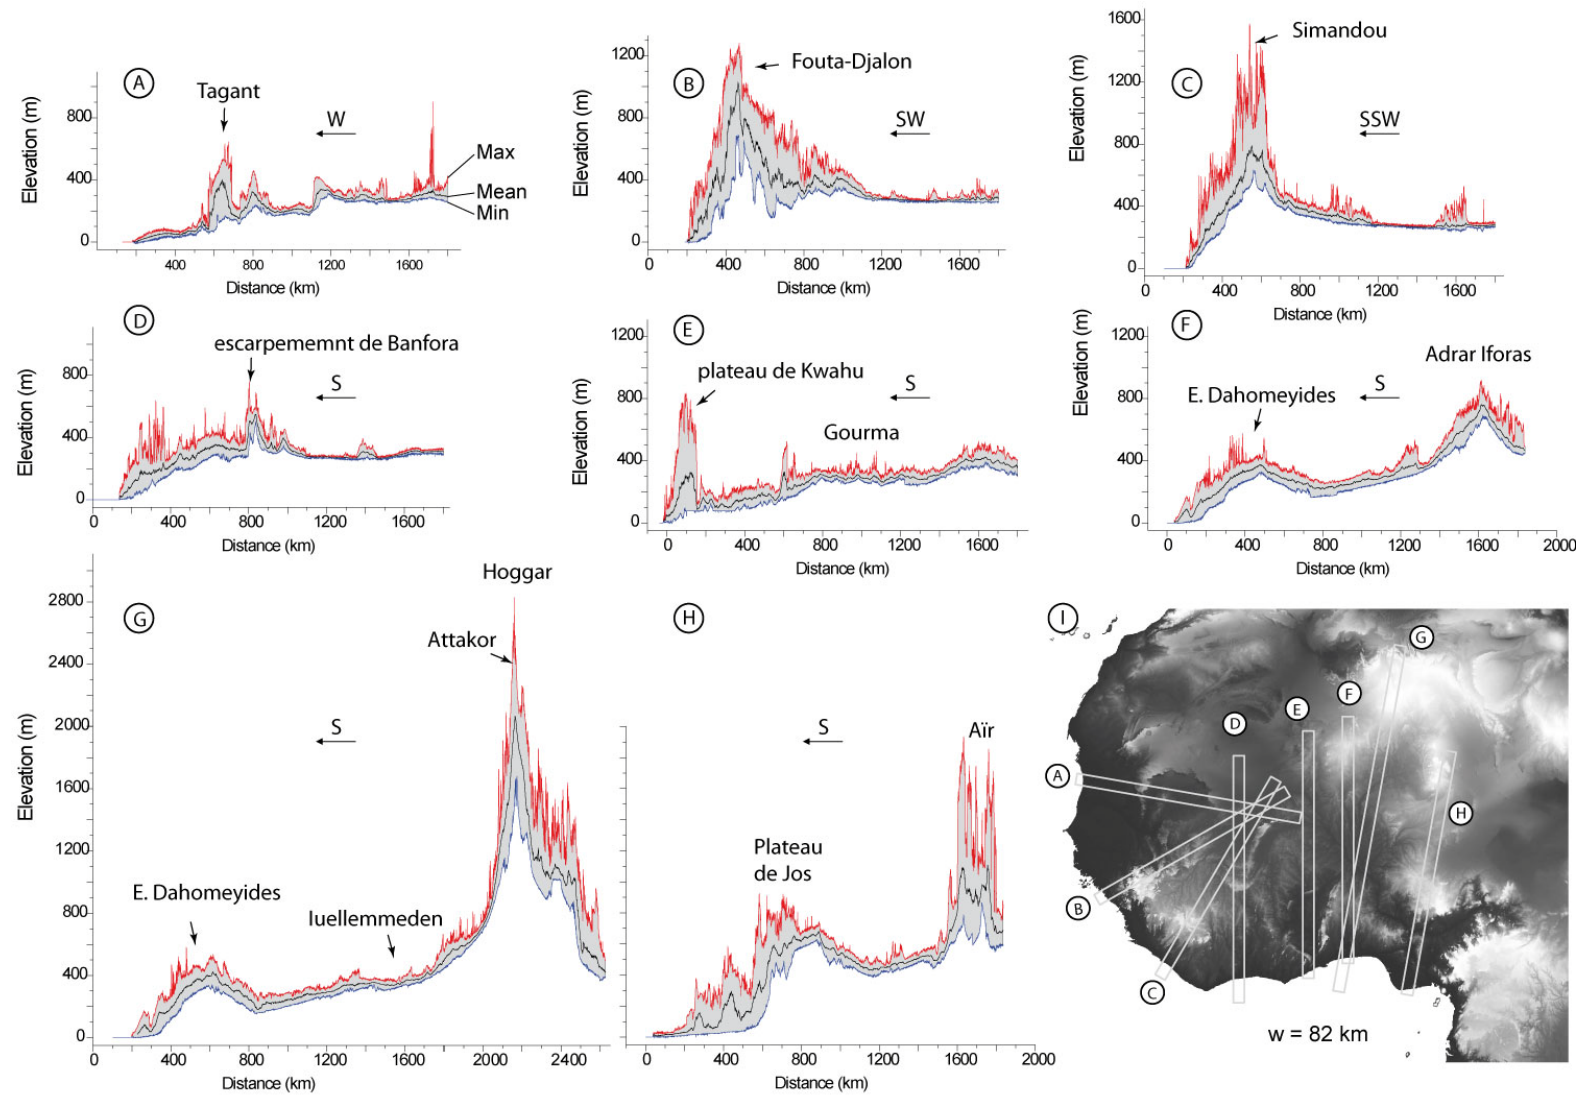 A
Tagant
W
Max
Mean
Min
Elevation (m)
800
400
0
400
800
1200
1600
Distance (km)
B
Fouta-Djalon
SW
Elevation (m)
1200
800
400
0
0
400
800
1200
1600
Distance (km)
C
Simandou
SSW
Elevation (m)
1600
1200
800
400
0
0
400
800
1200
1600
Distance (km)
D
escarpememnt de Banfora
S
Elevation (m)
800
400
0
0
400
800
1200
1600
Distance (km)
E
plateau de Kwahu
S
Gourma
Elevation (m)
1200
800
400
0
0
400
800
1200
1600
Distance (km)
F
Adrar Iforas
S
E. Dahomeyides
Elevation (m)
1200
800
400
0
0
400
800
1200
1600
2000
Distance (km)
G
Hoggar
Attakor
S
E. Dahomeyides
Iuellemmeden
Elevation (m)
2800
2400
2000
1600
1200
800
400
0
0
400
800
1200
1600
2000
2400
Distance (km)
H
S
Aïr
Plateau
de Jos
0
400
800
1200
1600
2000
Distance (km)
I
G
F
E
D
A
H
B
C
w = 82 km